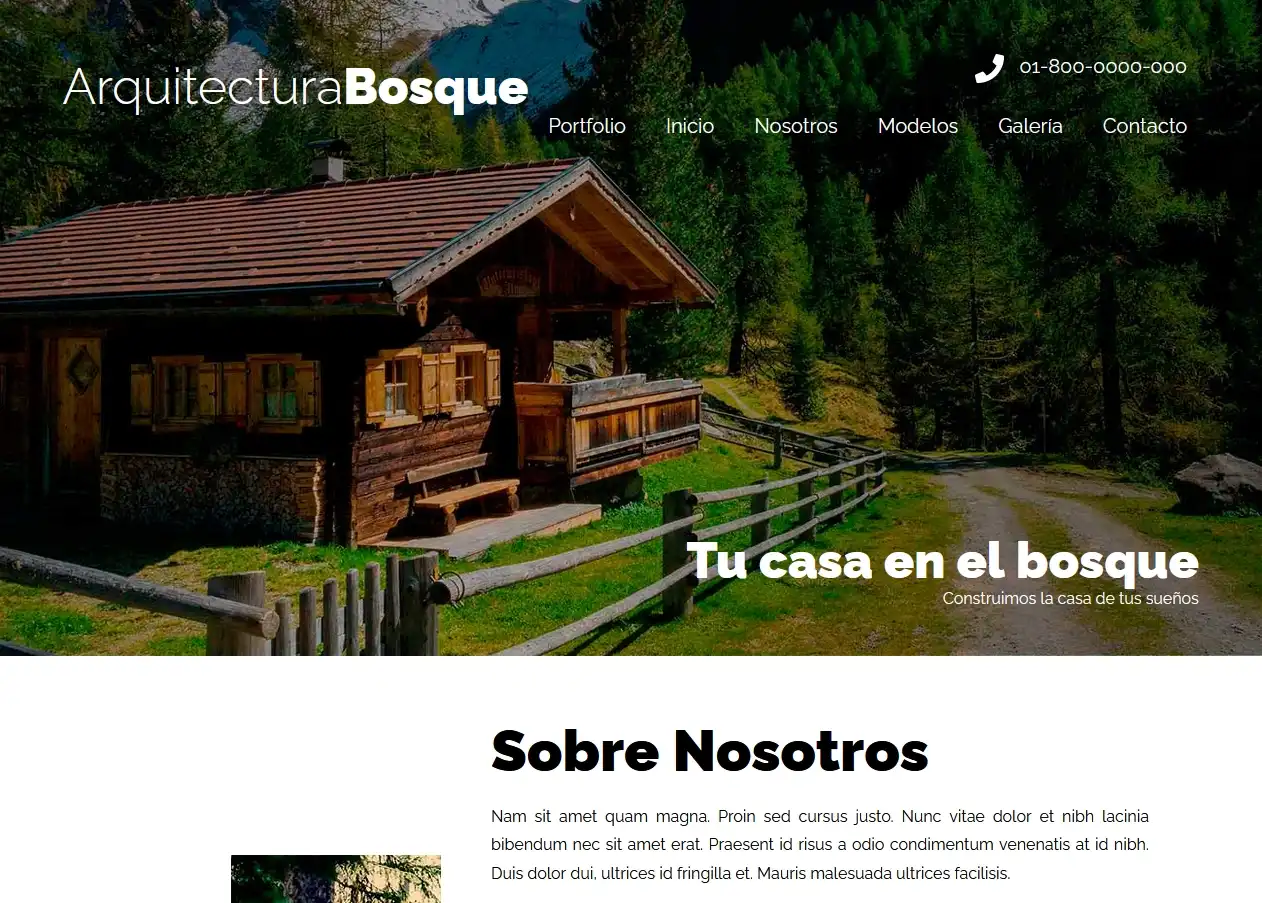 ArquitecturaBosque
01-800-0000-000
Portfolio Inicio Nosotros Modelos Galería Contacto
Tu casa en el bosque
Construimos la casa de tus sueños
Sobre Nosotros
Nam sit amet quam magna. Proin sed cursus justo. Nunc vitae dolor et nibh lacinia
bibendum nec sit amet erat. Praesent id risus a odio condimentum venenatis at id nibh.
Duis dolor dui, ultrices id fringilla et. Mauris malesuada ultrices facilisis.